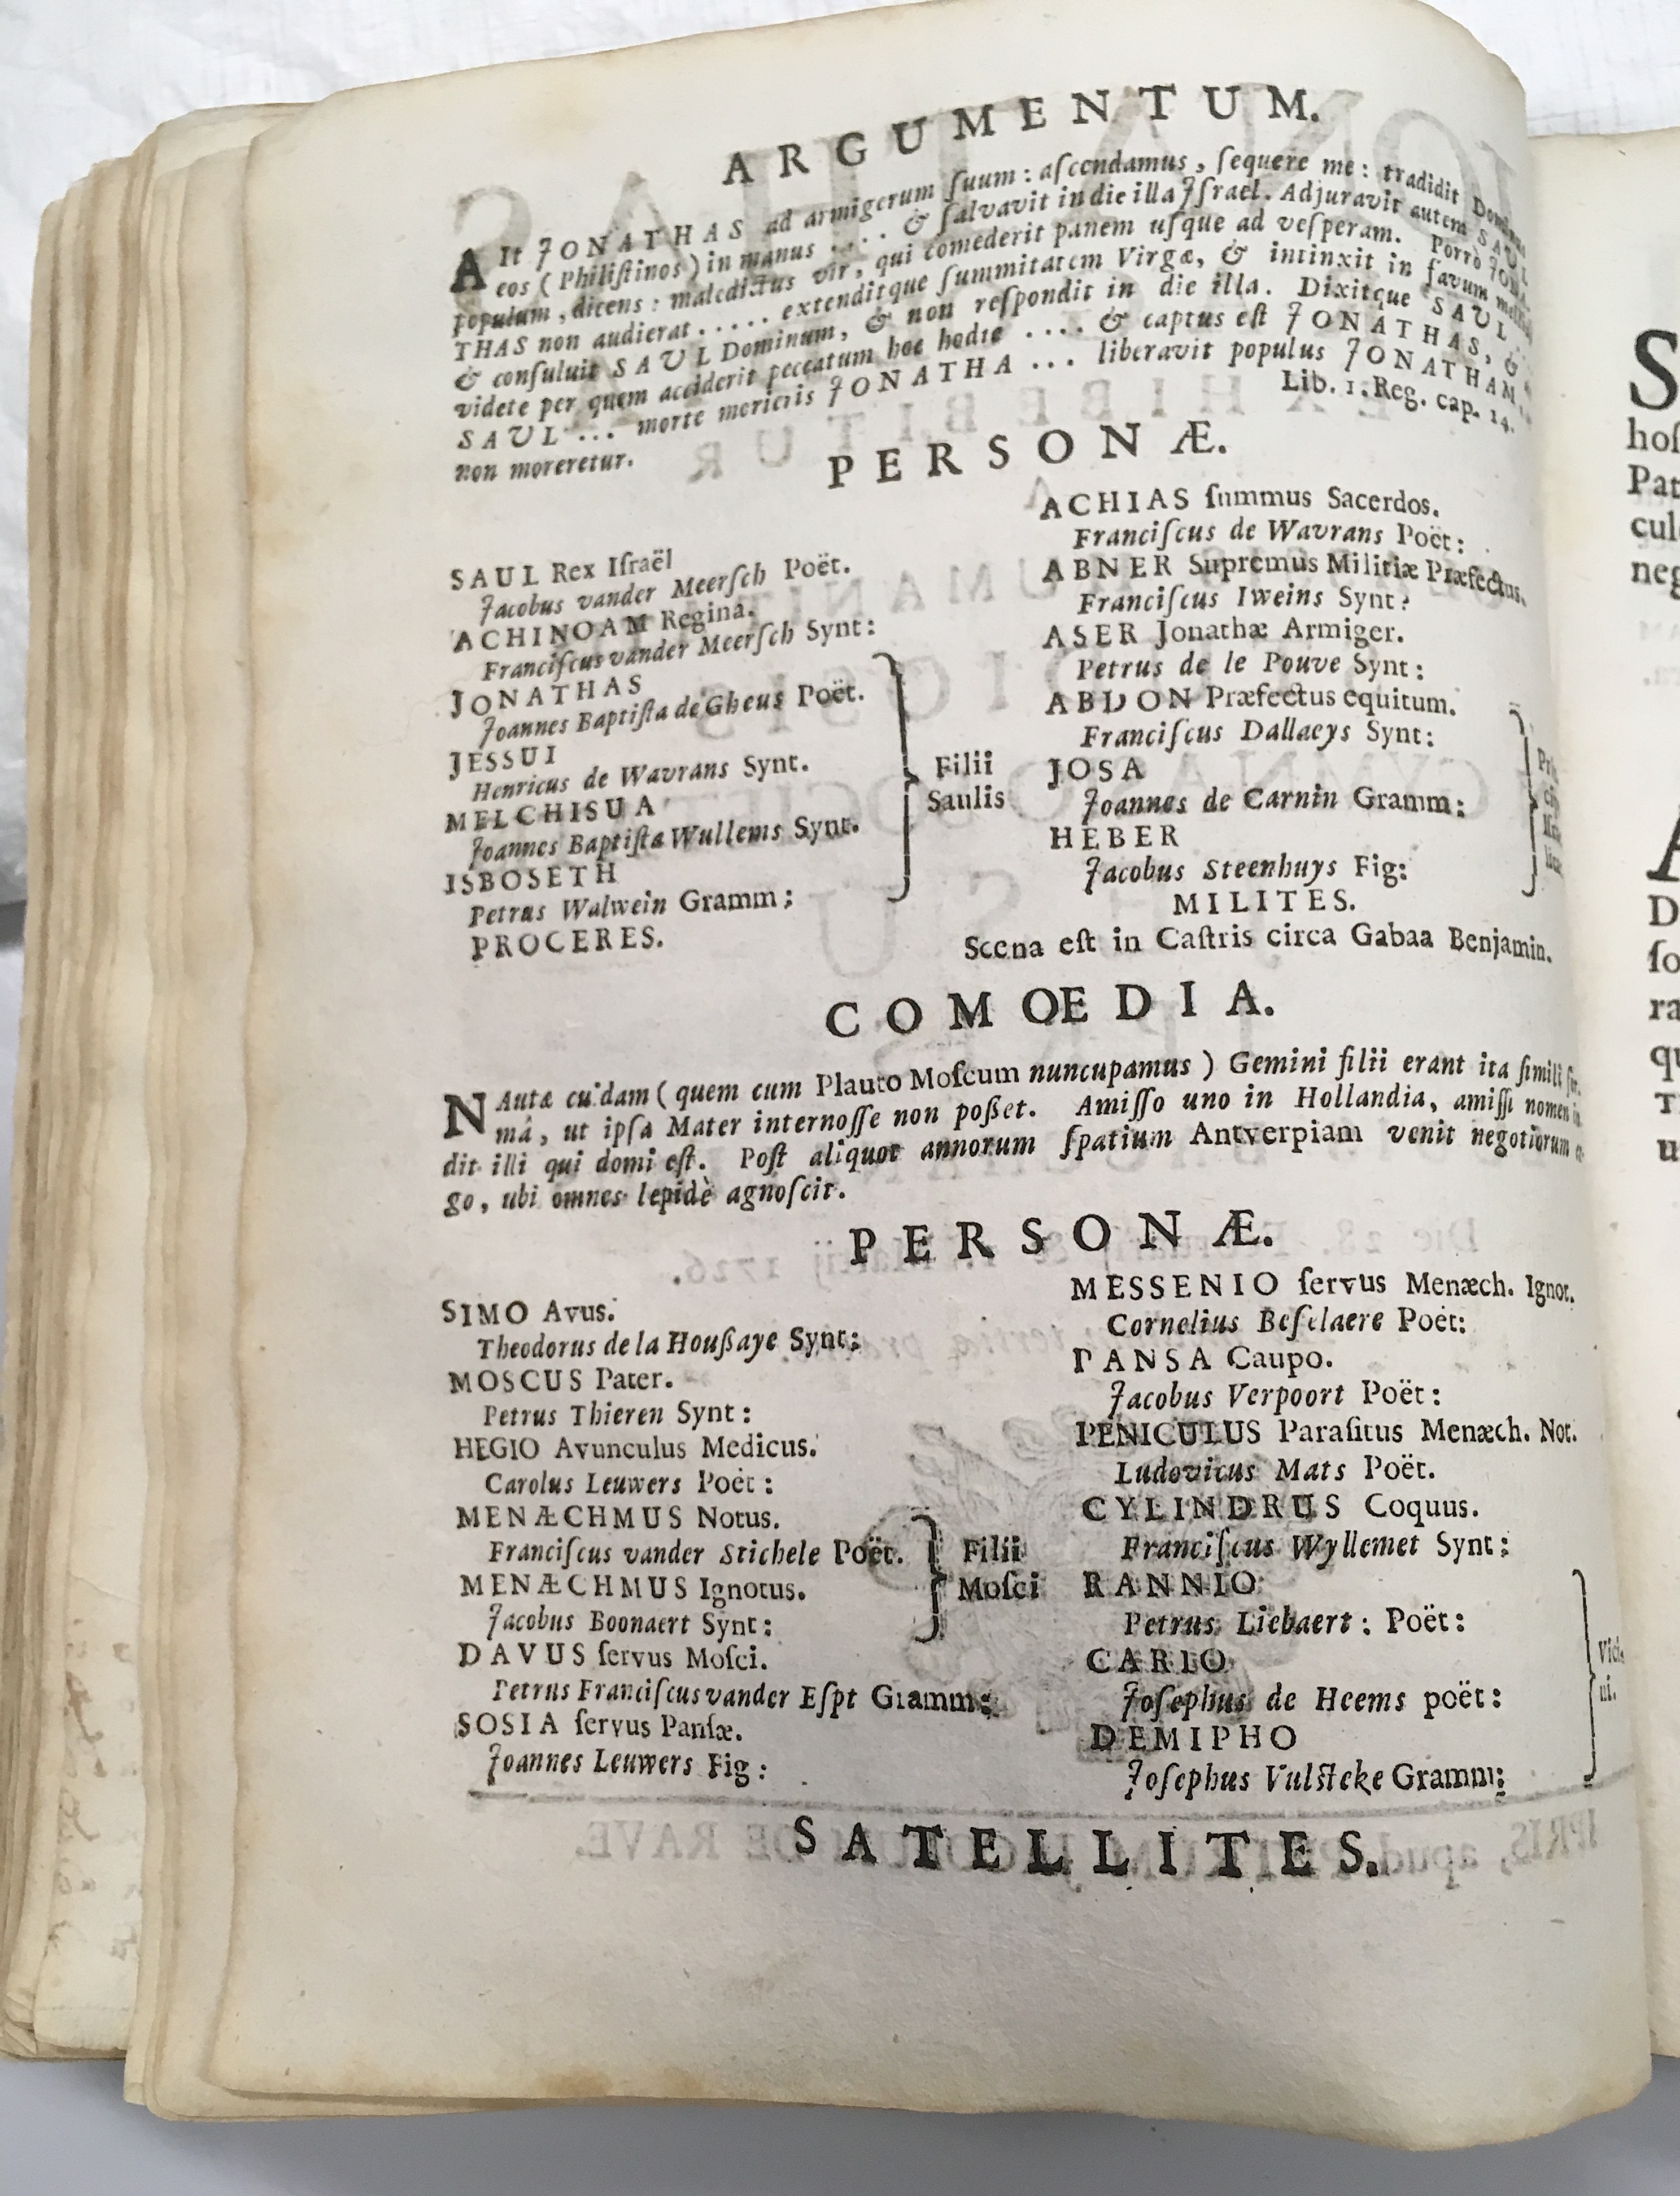 ARGUMENTUM.
AIt JONATHAS ad armigerum ſuum: aſcendamus, ſequere me: tradidit
eos (Philiſtinos) in manus .... & ſalvavit in die illa Jſrael. Adjuravit autem SAUL
populum, dicens: maledictus vir, qui comederit panem uſque ad veſperam. Porrò JONA-
THAS non audierat ..... extenditque ſummitatem Virgæ, & intinxit in favum
& conſuluit SAUL Dominum, & non reſpondit in die illa. Dixitque SAUL
videte per quem acciderit peccatum hoc hodie .... & captus eſt JONATHAS, &
SAUL ... morte morieris JONATHA ... liberavit populus JONATHAM
non moreretur.
Lib. 1. Reg. cap. 14.
PERSONÆ.
SAUL Rex Iſraël
Jacobus vander Meerſch Poët.
ACHINOAM Regina.
Franciſcus vander Meerſch Synt:
JONATHAS
Joannes Baptiſta de Gheus Poët.
JESSUI
Henricus de Wavrans Synt.
MELCHISUA
Joannes Baptiſta Wullems Synt.
ISBOSETH
Petrus Walwein Gramm;
Filii
Saulis
PROCERES.
ACHIAS ſummus Sacerdos.
Franciſcus de Wavrans Poët:
ABNER Supremus Militiæ Præfectus.
Franciſcus Iweins Synt:
ASER Jonathæ Armiger.
Petrus de le Pouve Synt:
ABDON Præfectus equitum.
Franciſcus Dallaeys Synt:
JOSA
Joannes de Carnin Gramm:
HEBER
Jacobus Steenhuys Fig:
MILITES.
Scena eſt in Caſtris circa Gabaa Benjamin.
COMŒDIA.
NAutæ cuidam (quem cum Plauto Moſcum nuncupamus) Gemini filii erant ita ſimili
mâ, ut ipſa Mater internoſſe non poßet. Amiſſo uno in Hollandia, amiſſi nomen
dit illi qui domi eſt. Poſt aliquot annorum ſpatium Antverpiam venit negotiorum
go, ubi omnes lepidè agnoſcit.
PERSONÆ.
SIMO Avus.
Theodorus de la Houßaye Synt:
MOSCUS Pater.
Petrus Thieren Synt:
HEGIO Avunculus Medicus.
Carolus Leuwers Poët:
MENÆCHMUS Notus.
Franciſcus vander Stichele Poët.
MENÆCHMUS Ignotus.
Jacobus Boonaert Synt:
Filii
Moſci
DAVUS ſervus Moſci.
Petrus Franciſcus vander Eſpt Gramm:
SOSIA ſervus Panſæ.
Joannes Leuwers Fig:
MESSENIO ſervus Menæch. Ignot.
Cornelius Beſelaere Poët:
PANSA Caupo.
Jacobus Verpoort Poët:
PENICULUS Paraſitus Menæch. Not.
Ludovicus Mats Poët.
CYLINDRUS Coquus.
Franciſcus Wyllemet Synt:
RANNIO
Petrus Liebaert: Poët:
CARIO
Joſephus de Heems poët:
DEMIPHO
Joſephus Vulſteke Gramm:
Vici-
ni.
SATELLITES.